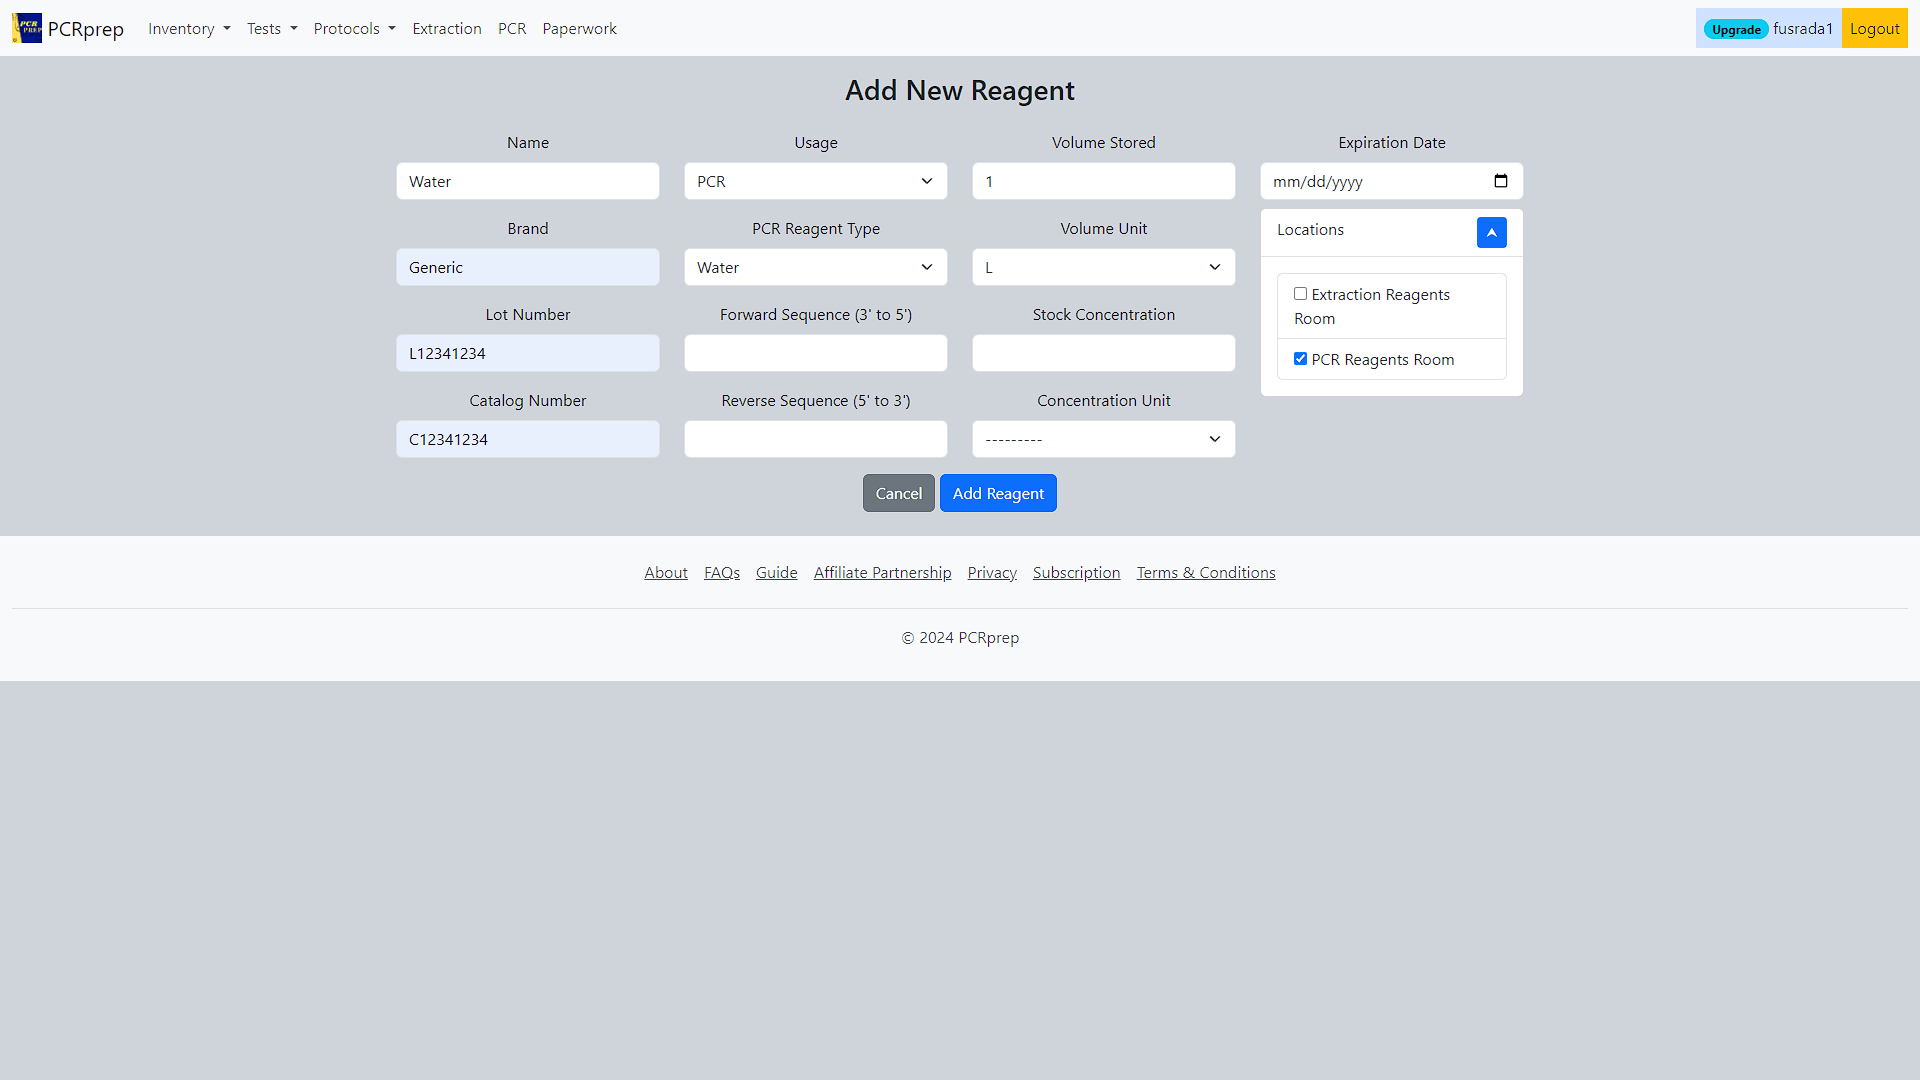 PCR
PREP
PCRprep
Inventory
Tests
Protocols
Extraction
PCR
Paperwork
Upgrade
fusrada1
Logout
Add New Reagent
Name
Water
Brand
Generic
Lot Number
L12341234
Catalog Number
C12341234
Usage
PCR
PCR Reagent Type
Water
Forward Sequence (3' to 5')
Reverse Sequence (5' to 3')
Volume Stored
1
Volume Unit
L
Stock Concentration
Concentration Unit
---------
Expiration Date
mm/dd/yyyy
Locations
Extraction Reagents
Room
PCR Reagents Room
Cancel
Add Reagent
About
FAQs
Guide
Affiliate Partnership
Privacy
Subscription
Terms & Conditions
© 2024 PCRprep